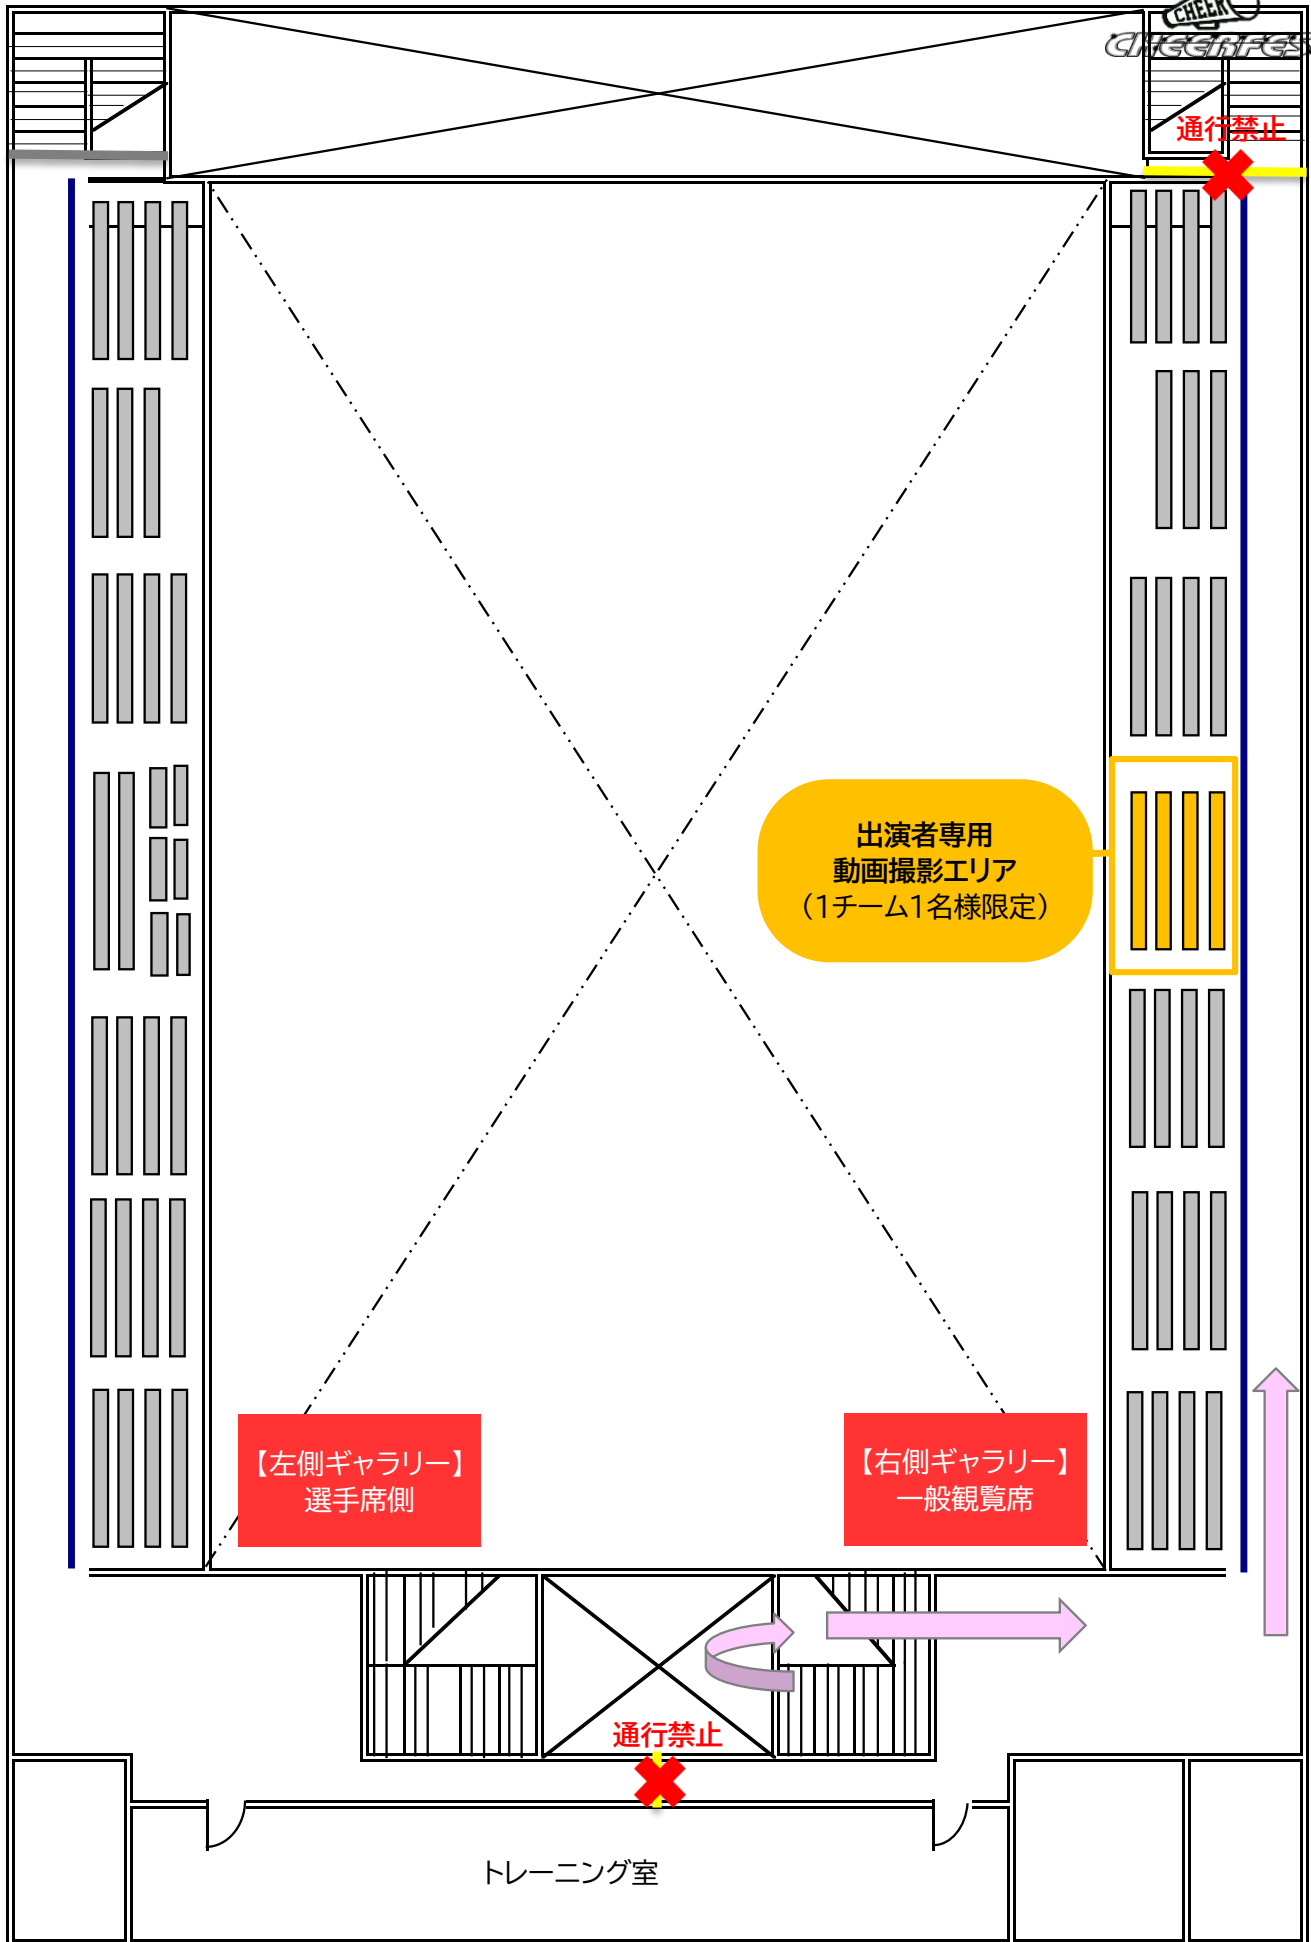 CHEER
CHEERFES
通行禁止
出演者専用
動画撮影エリア
（1チーム1名様限定）
【左側ギャラリー】
選手席側
【右側ギャラリー】
一般観覧席
通行禁止
トレーニング室